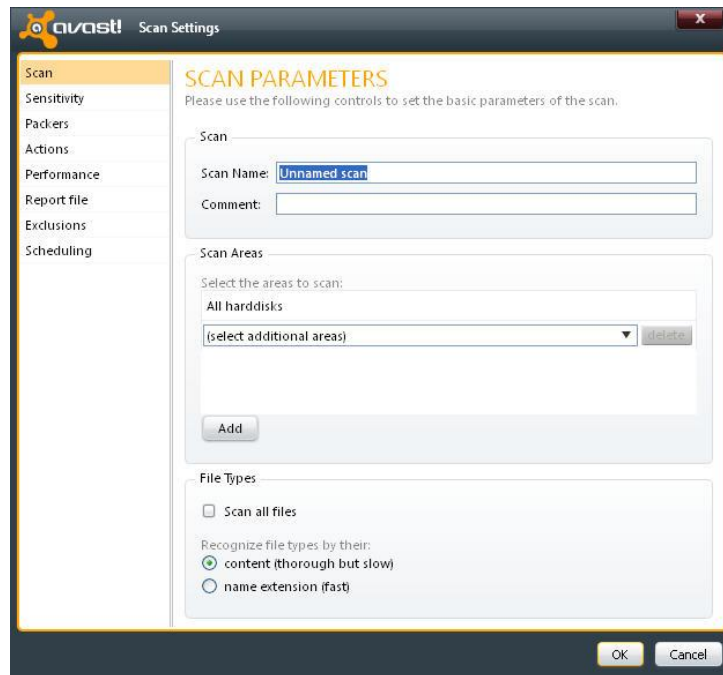 avast! Scan Settings
x
Scan
Sensitivity
Packers
Actions
Performance
Report file
Exclusions
Scheduling
SCAN PARAMETERS
Please use the following controls to set the basic parameters of the scan.
Scan
Scan Name: Unnamed scan
Comment:
Scan Areas
Select the areas to scan:
All harddisks
(select additional areas)
delete
Add
File Types
Scan all files
Recognize file types by their:
content (thorough but slow)
name extension (fast)
OK
Cancel